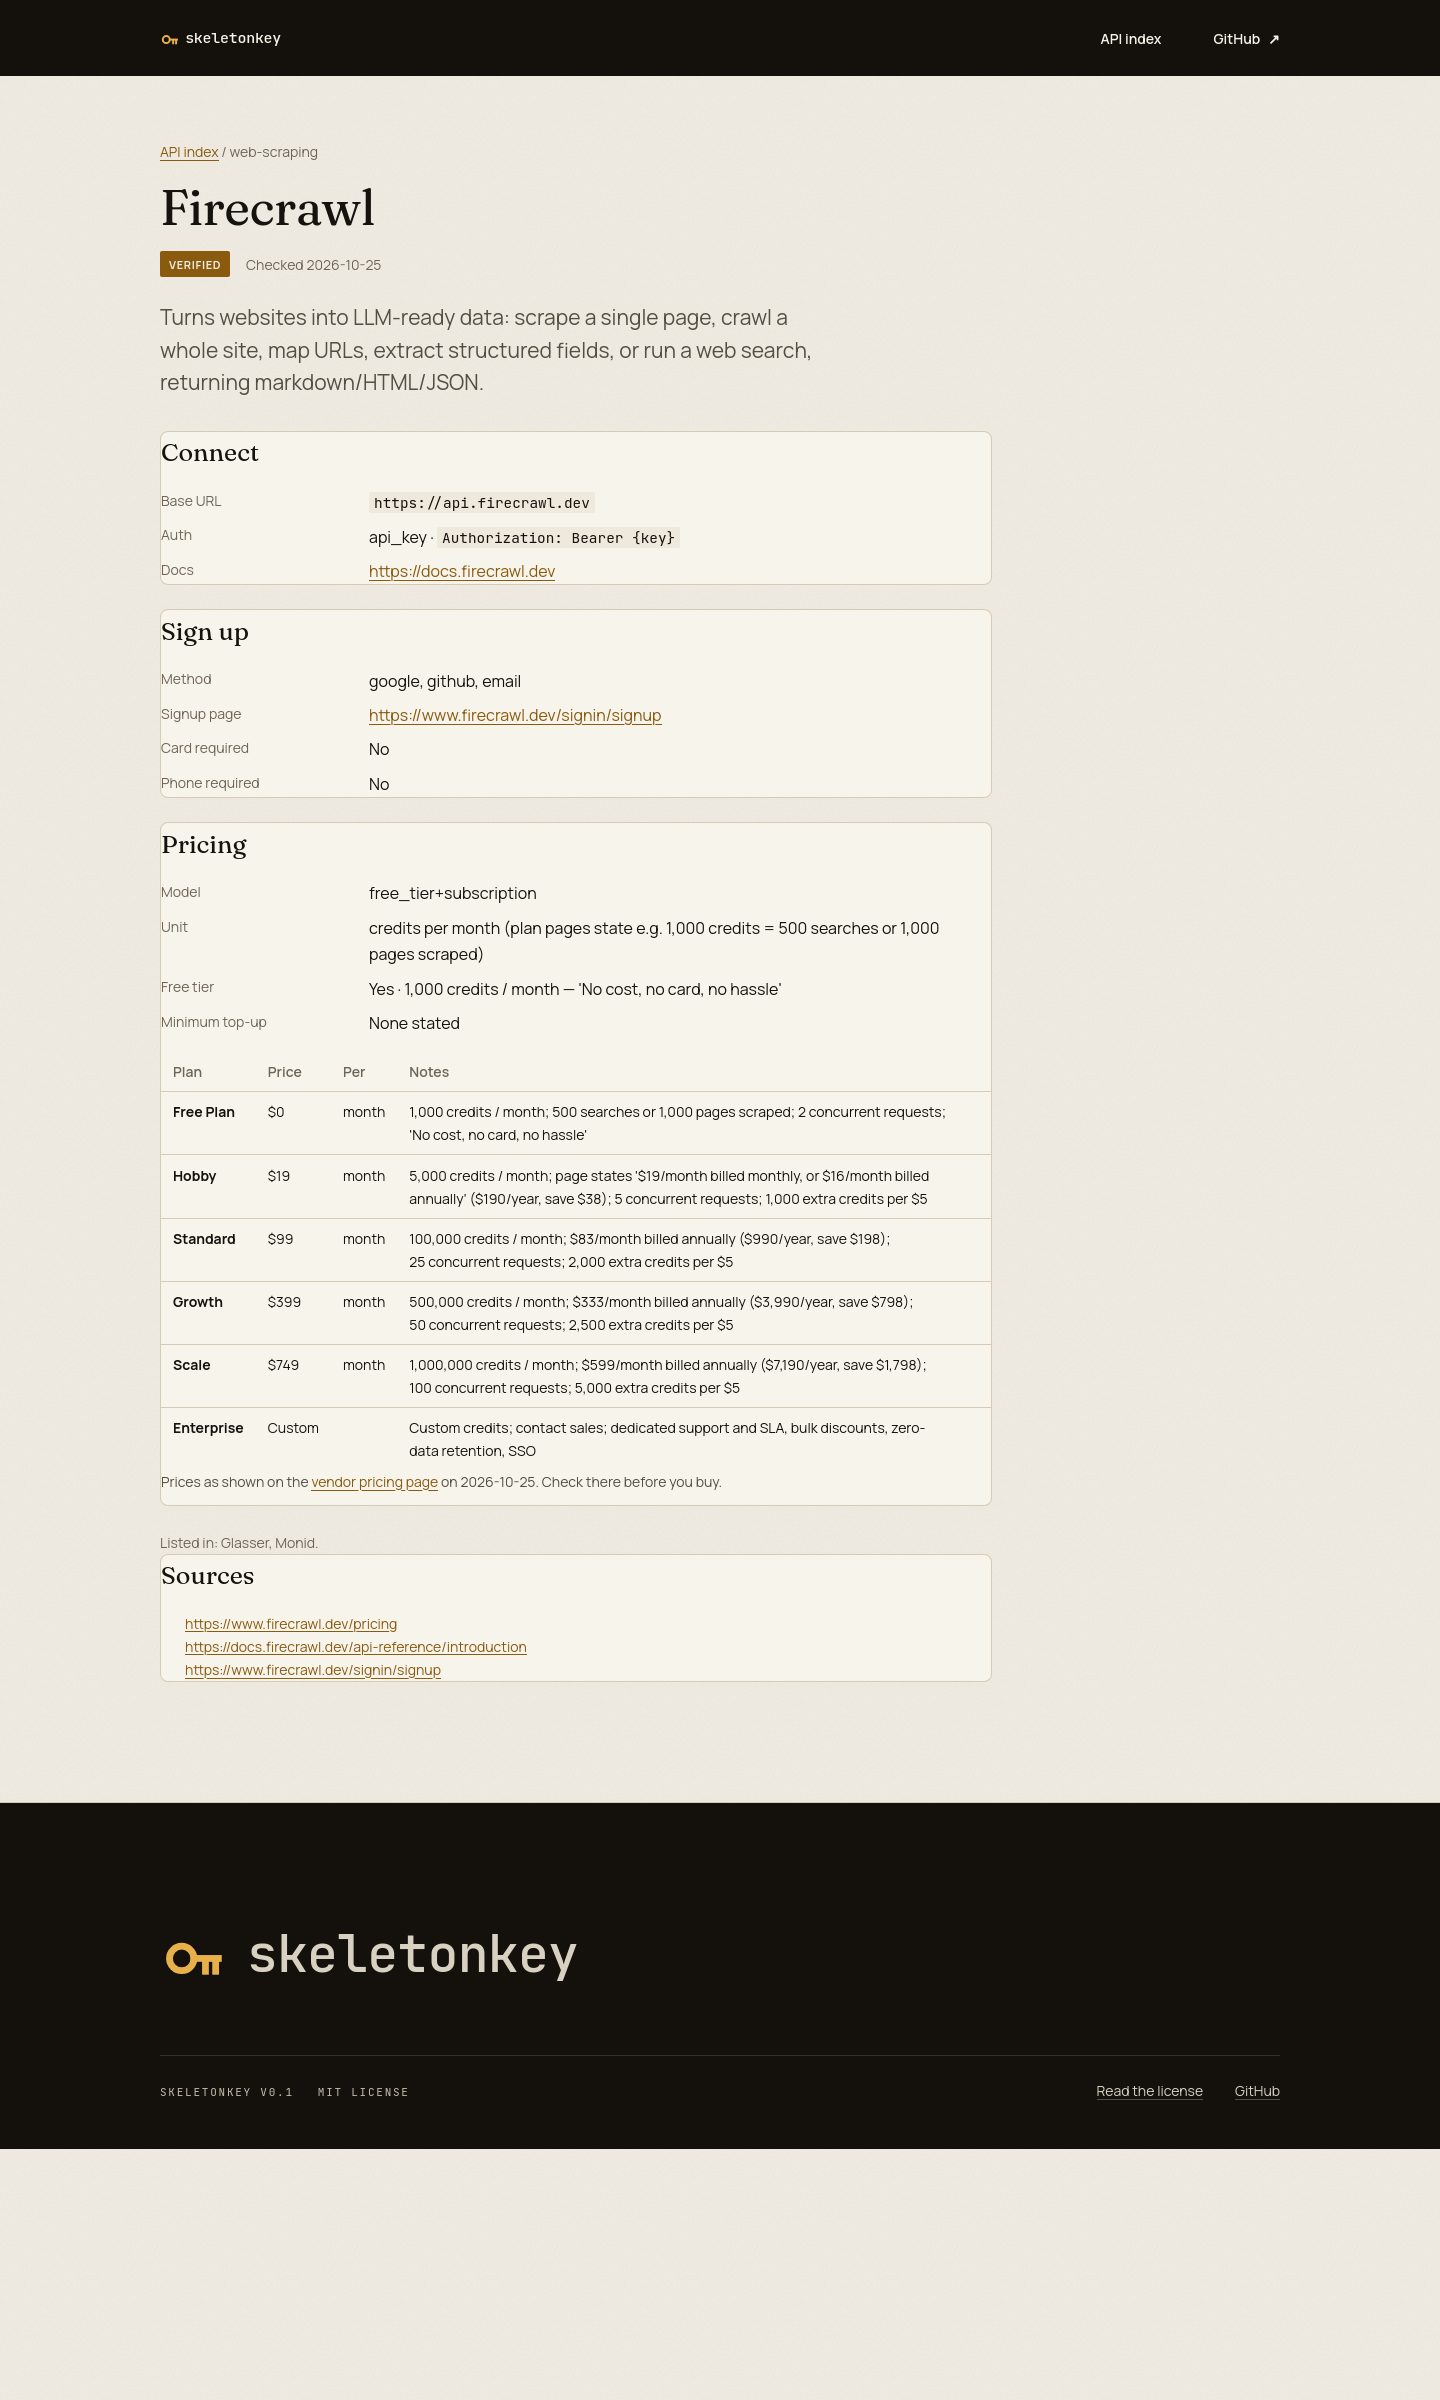 skeletonkey
API index
GitHub ↗
API index / web-scraping
Firecrawl
VERIFIED
Checked 2026-10-25
Turns websites into LLM-ready data: scrape a single page, crawl a
whole site, map URLs, extract structured fields, or run a web search,
returning markdown/HTML/JSON.
Connect
Base URL https://api.firecrawl.dev
Auth api_key · Authorization: Bearer {key}
Docs https://docs.firecrawl.dev
Sign up
Method google, github, email
Signup page https://www.firecrawl.dev/signin/signup
Card required No
Phone required No
Pricing
Model free_tier+subscription
Unit credits per month (plan pages state e.g. 1,000 credits = 500 searches or 1,000
pages scraped)
Free tier Yes · 1,000 credits / month — 'No cost, no card, no hassle'
Minimum top-up None stated
Plan Price Per Notes
Free Plan $0 month 1,000 credits / month; 500 searches or 1,000 pages scraped; 2 concurrent requests;
'No cost, no card, no hassle'
Hobby $19 month 5,000 credits / month; page states '$19/month billed monthly, or $16/month billed
annually' ($190/year, save $38); 5 concurrent requests; 1,000 extra credits per $5
Standard $99 month 100,000 credits / month; $83/month billed annually ($990/year, save $198);
25 concurrent requests; 2,000 extra credits per $5
Growth $399 month 500,000 credits / month; $333/month billed annually ($3,990/year, save $798);
50 concurrent requests; 2,500 extra credits per $5
Scale $749 month 1,000,000 credits / month; $599/month billed annually ($7,190/year, save $1,798);
100 concurrent requests; 5,000 extra credits per $5
Enterprise Custom Custom credits; contact sales; dedicated support and SLA, bulk discounts, zero-
data retention, SSO
Prices as shown on the vendor pricing page on 2026-10-25. Check there before you buy.
Listed in: Glasser, Monid.
Sources
https://www.firecrawl.dev/pricing
https://docs.firecrawl.dev/api-reference/introduction
https://www.firecrawl.dev/signin/signup
skeletonkey
SKELETONKEY V0.1 MIT LICENSE
Read the license
GitHub